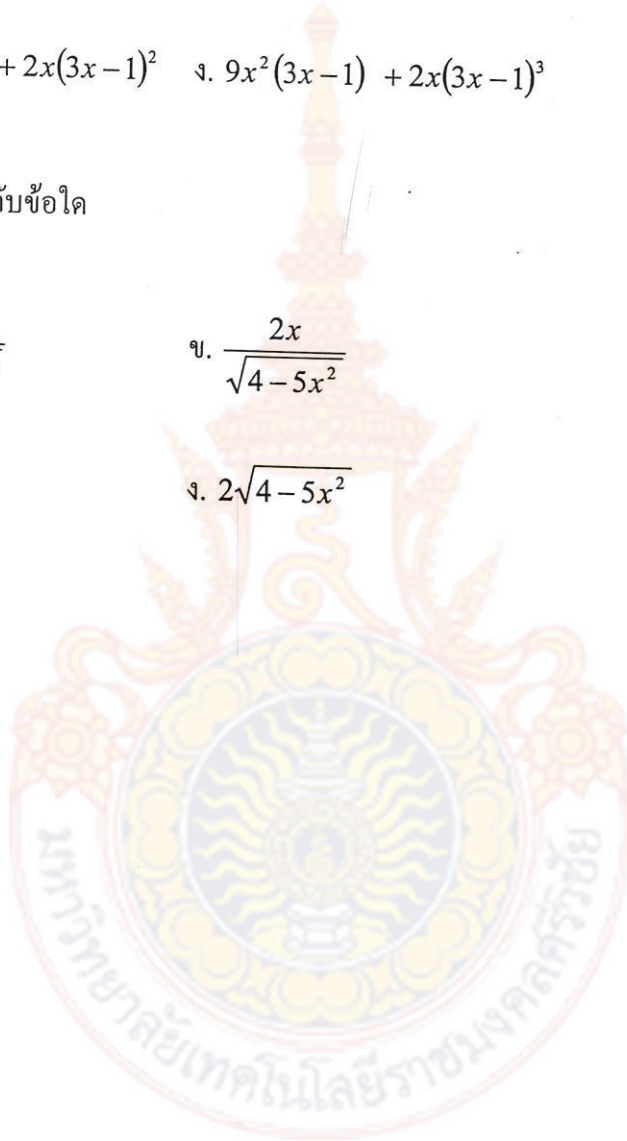 + 2x(3x − 1)² ง. 9x²(3x − 1) + 2x(3x − 1)³
ับข้อใด
ข. 2x / √(4 − 5x²)
ง. 2√(4 − 5x²)
มหาวิทยาลัยเทคโนโลยีราชมงคลศรีวิชัย